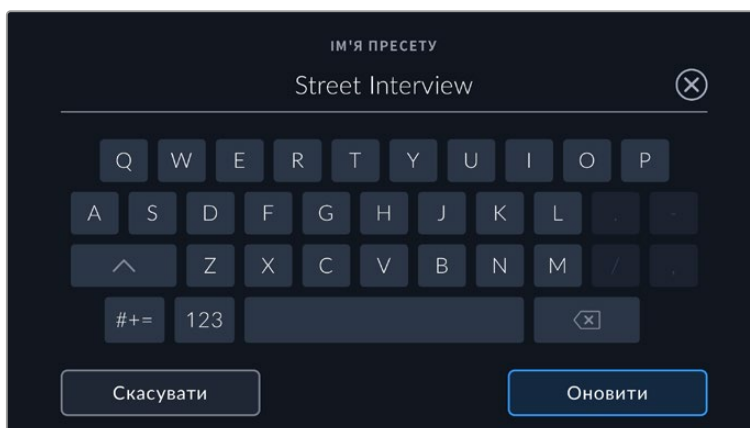 ІМ'Я ПРЕСЕТУ
Street Interview
Q W E R T Y U I O P
A S D F G H J K L
Z X C V B N M /
#+= 123
Скасувати Оновити